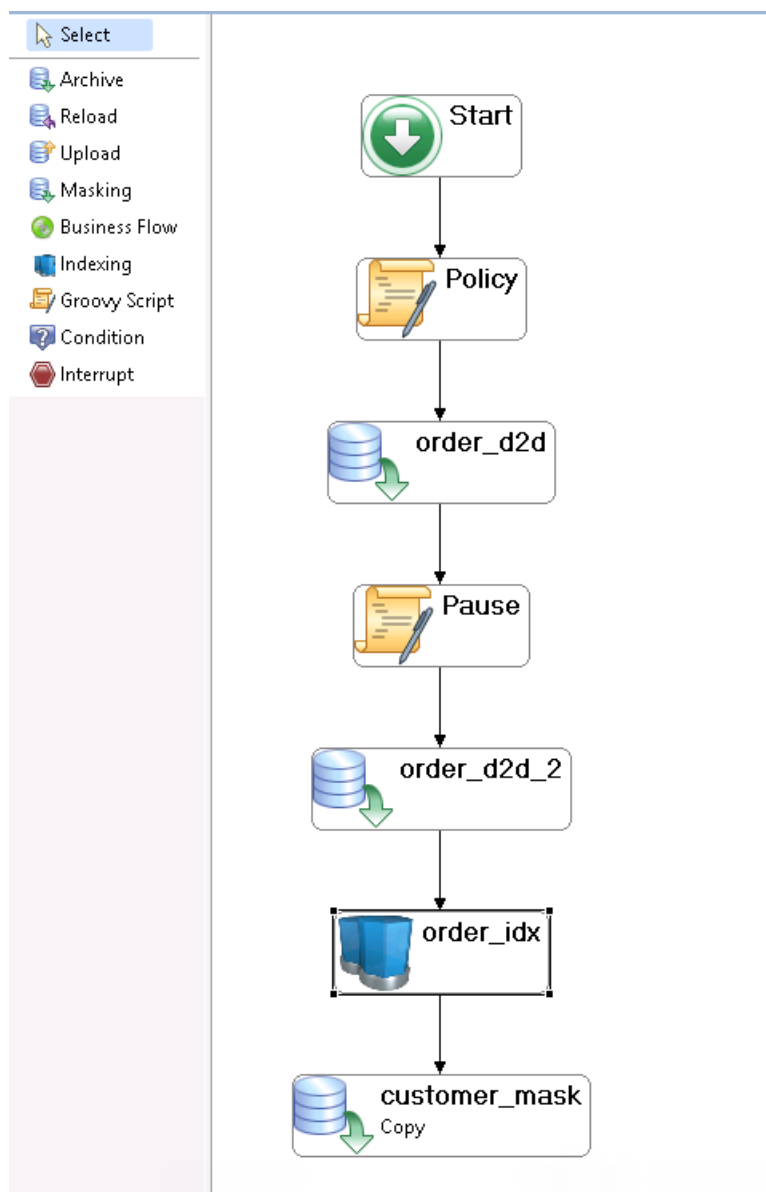 Select
Archive
Reload
Upload
Masking
Business Flow
Indexing
Groovy Script
Condition
Interrupt
Start
Policy
order_d2d
Pause
order_d2d_2
order_idx
customer_mask
Copy